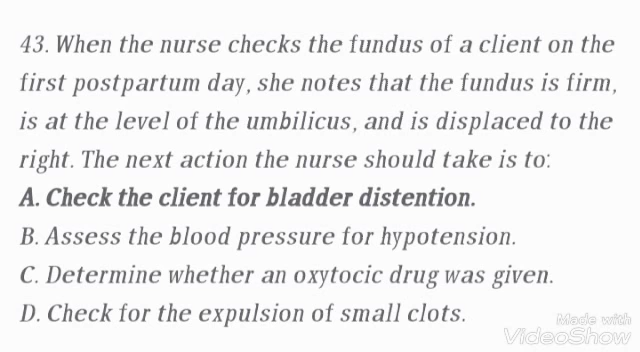 43. When the nurse checks the fundus of a client on the
first postpartum day, she notes that the fundus is firm,
is at the level of the umbilicus, and is displaced to the
right. The next action the nurse should take is to:
A. Check the client for bladder distention.
B. Assess the blood pressure for hypotension.
C. Determine whether an oxytocic drug was given.
D. Check for the expulsion of small clots.
Made with
VideoShow